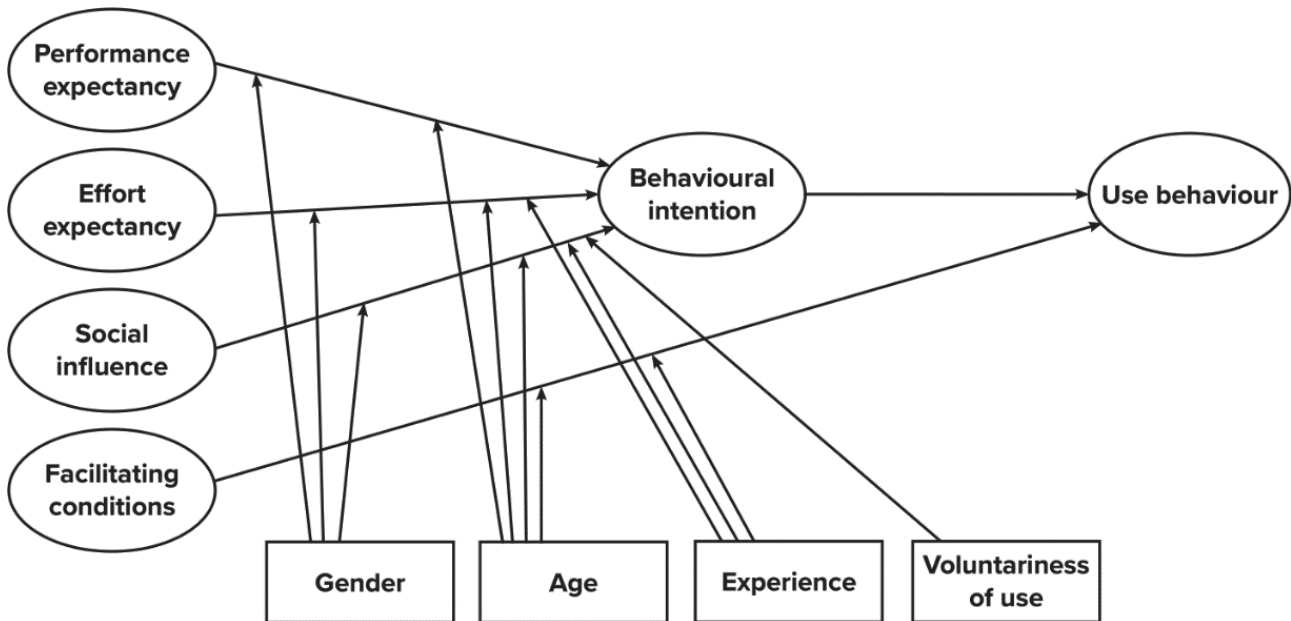 Performance
expectancy
Effort
expectancy
Social
influence
Facilitating
conditions
Behavioural
intention
Use behaviour
Gender
Age
Experience
Voluntariness
of use